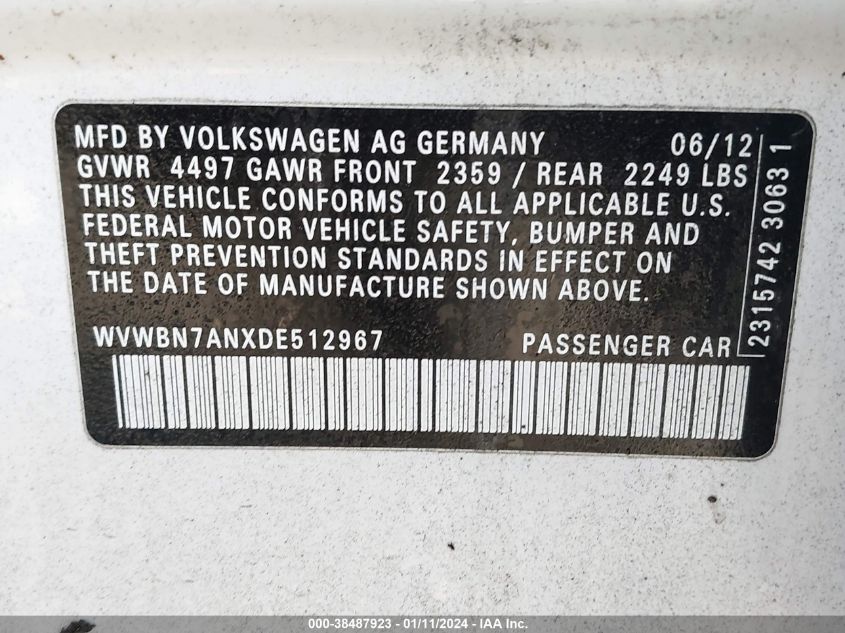 MFD BY VOLKSWAGEN AG GERMANY 06/12
GVWR 4497 GAWR FRONT 2359 / REAR 2249 LBS
THIS VEHICLE CONFORMS TO ALL APPLICABLE U.S.
FEDERAL MOTOR VEHICLE SAFETY, BUMPER AND
THEFT PREVENTION STANDARDS IN EFFECT ON
THE DATE OF MANUFACTURE SHOWN ABOVE.
WVWBN7ANXDE512967 PASSENGER CAR
2315742 3063 1
000-38487923 - 01/11/2024 - IAA Inc.